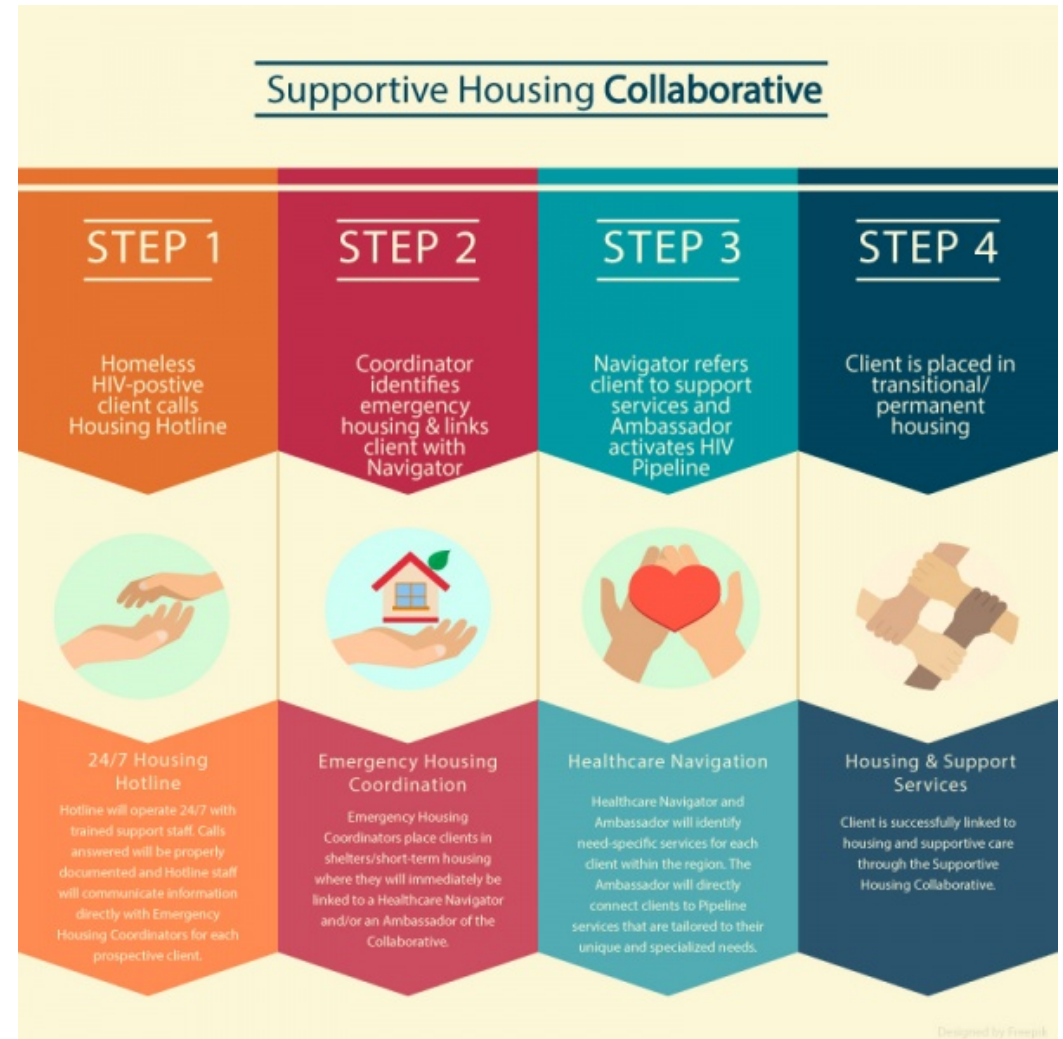 Supportive Housing Collaborative
STEP 1
Homeless
HIV-postive
client calls
Housing Hotline
24/7 Housing
Hotline
Hotline will operate 24/7 with
trained support staff. Calls
answered will be properly
documented and Hotline staff
will communicate information
directly with Emergency
Housing Coordinators for each
prospective client.
STEP 2
Coordinator
identifies
emergency
housing & links
client with
Navigator
Emergency Housing
Coordination
Emergency Housing
Coordinators place clients in
shelters/short-term housing
where they will immediately be
linked to a Healthcare Navigator
and/or an Ambassador of the
Collaborative.
STEP 3
Navigator refers
client to support
services and
Ambassador
activates HIV
Pipeline
Healthcare Navigation
Healthcare Navigator and
Ambassador will identify
need-specific services for each
client within the region. The
Ambassador will directly
connect clients to Pipeline
services that are tailored to their
unique and specialized needs.
STEP 4
Client is placed in
transitional/
permanent
housing
Housing & Support
Services
Client is successfully linked to
housing and supportive care
through the Supportive
Housing Collaborative.
Designed by Freepik